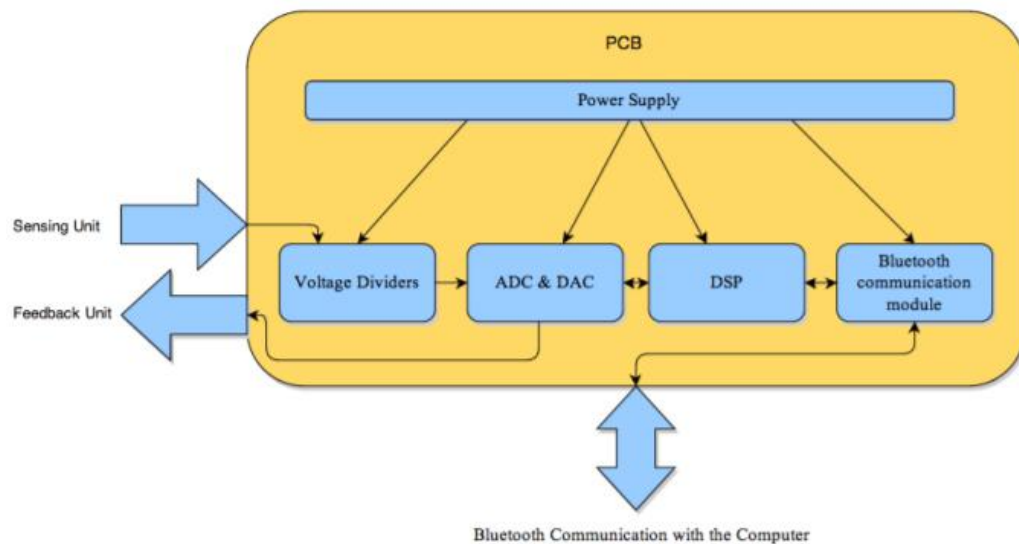 PCB
Power Supply
Sensing Unit
Voltage Dividers
ADC & DAC
DSP
Bluetooth
communication
module
Feedback Unit
Bluetooth Communication with the Computer